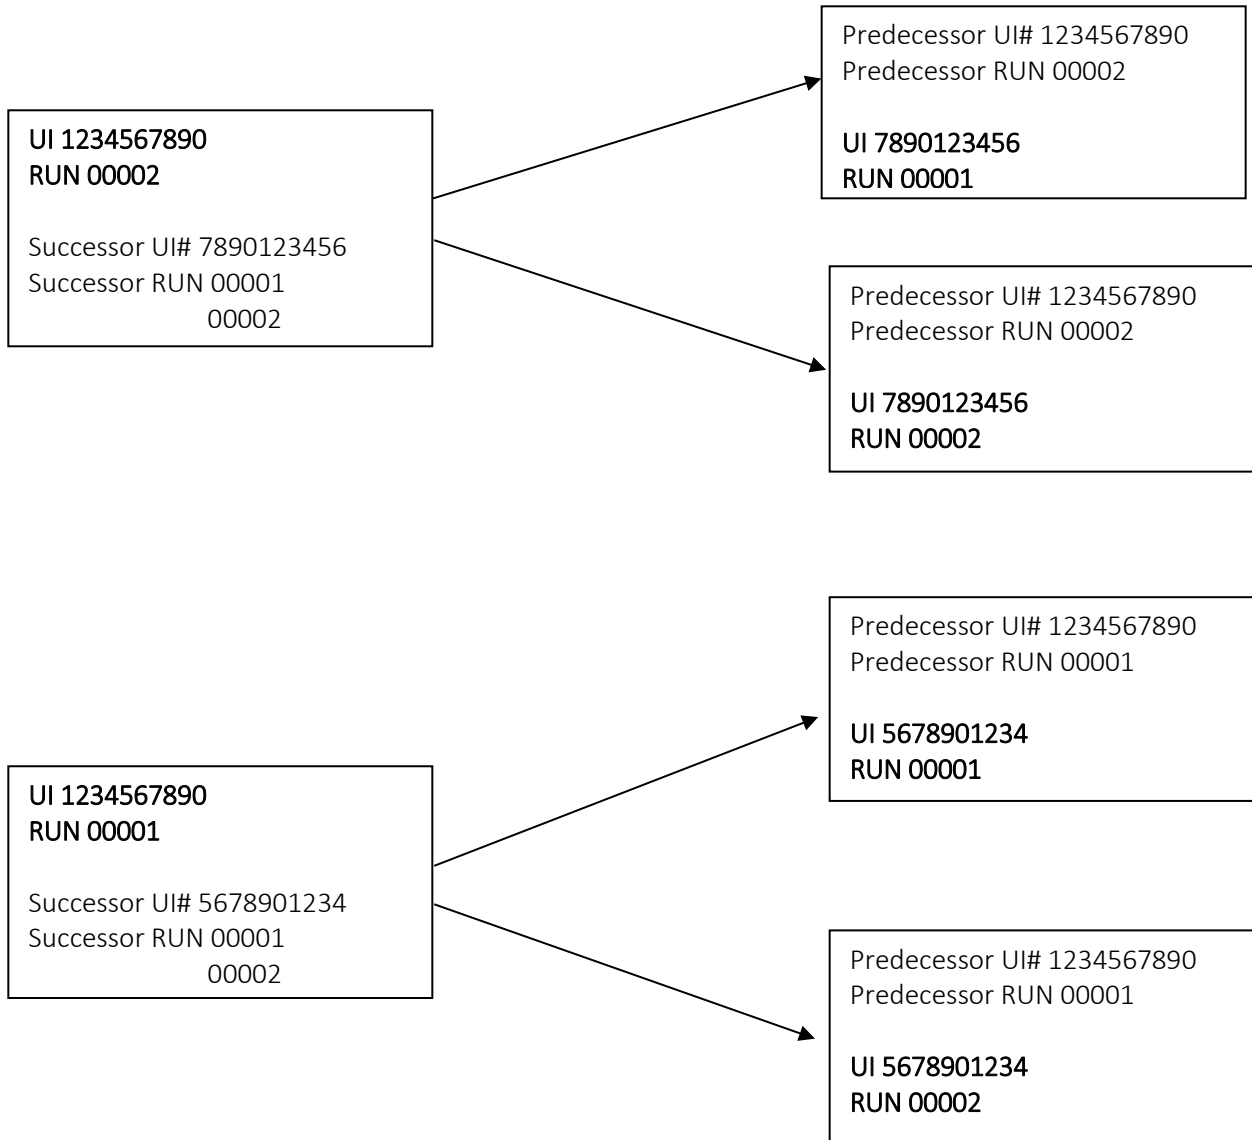 UI 1234567890
RUN 00002
Successor UI# 7890123456
Successor RUN 00001
00002
Predecessor UI# 1234567890
Predecessor RUN 00002
UI 7890123456
RUN 00001
Predecessor UI# 1234567890
Predecessor RUN 00002
UI 7890123456
RUN 00002
UI 1234567890
RUN 00001
Successor UI# 5678901234
Successor RUN 00001
00002
Predecessor UI# 1234567890
Predecessor RUN 00001
UI 5678901234
RUN 00001
Predecessor UI# 1234567890
Predecessor RUN 00001
UI 5678901234
RUN 00002